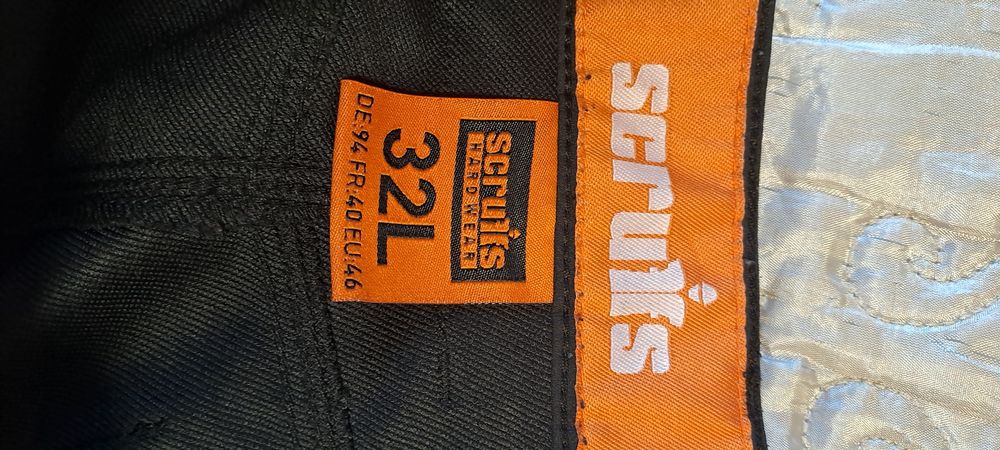 scruffs
scruffs
HARDWEAR
32L
DE:94 FR:40 EU:46